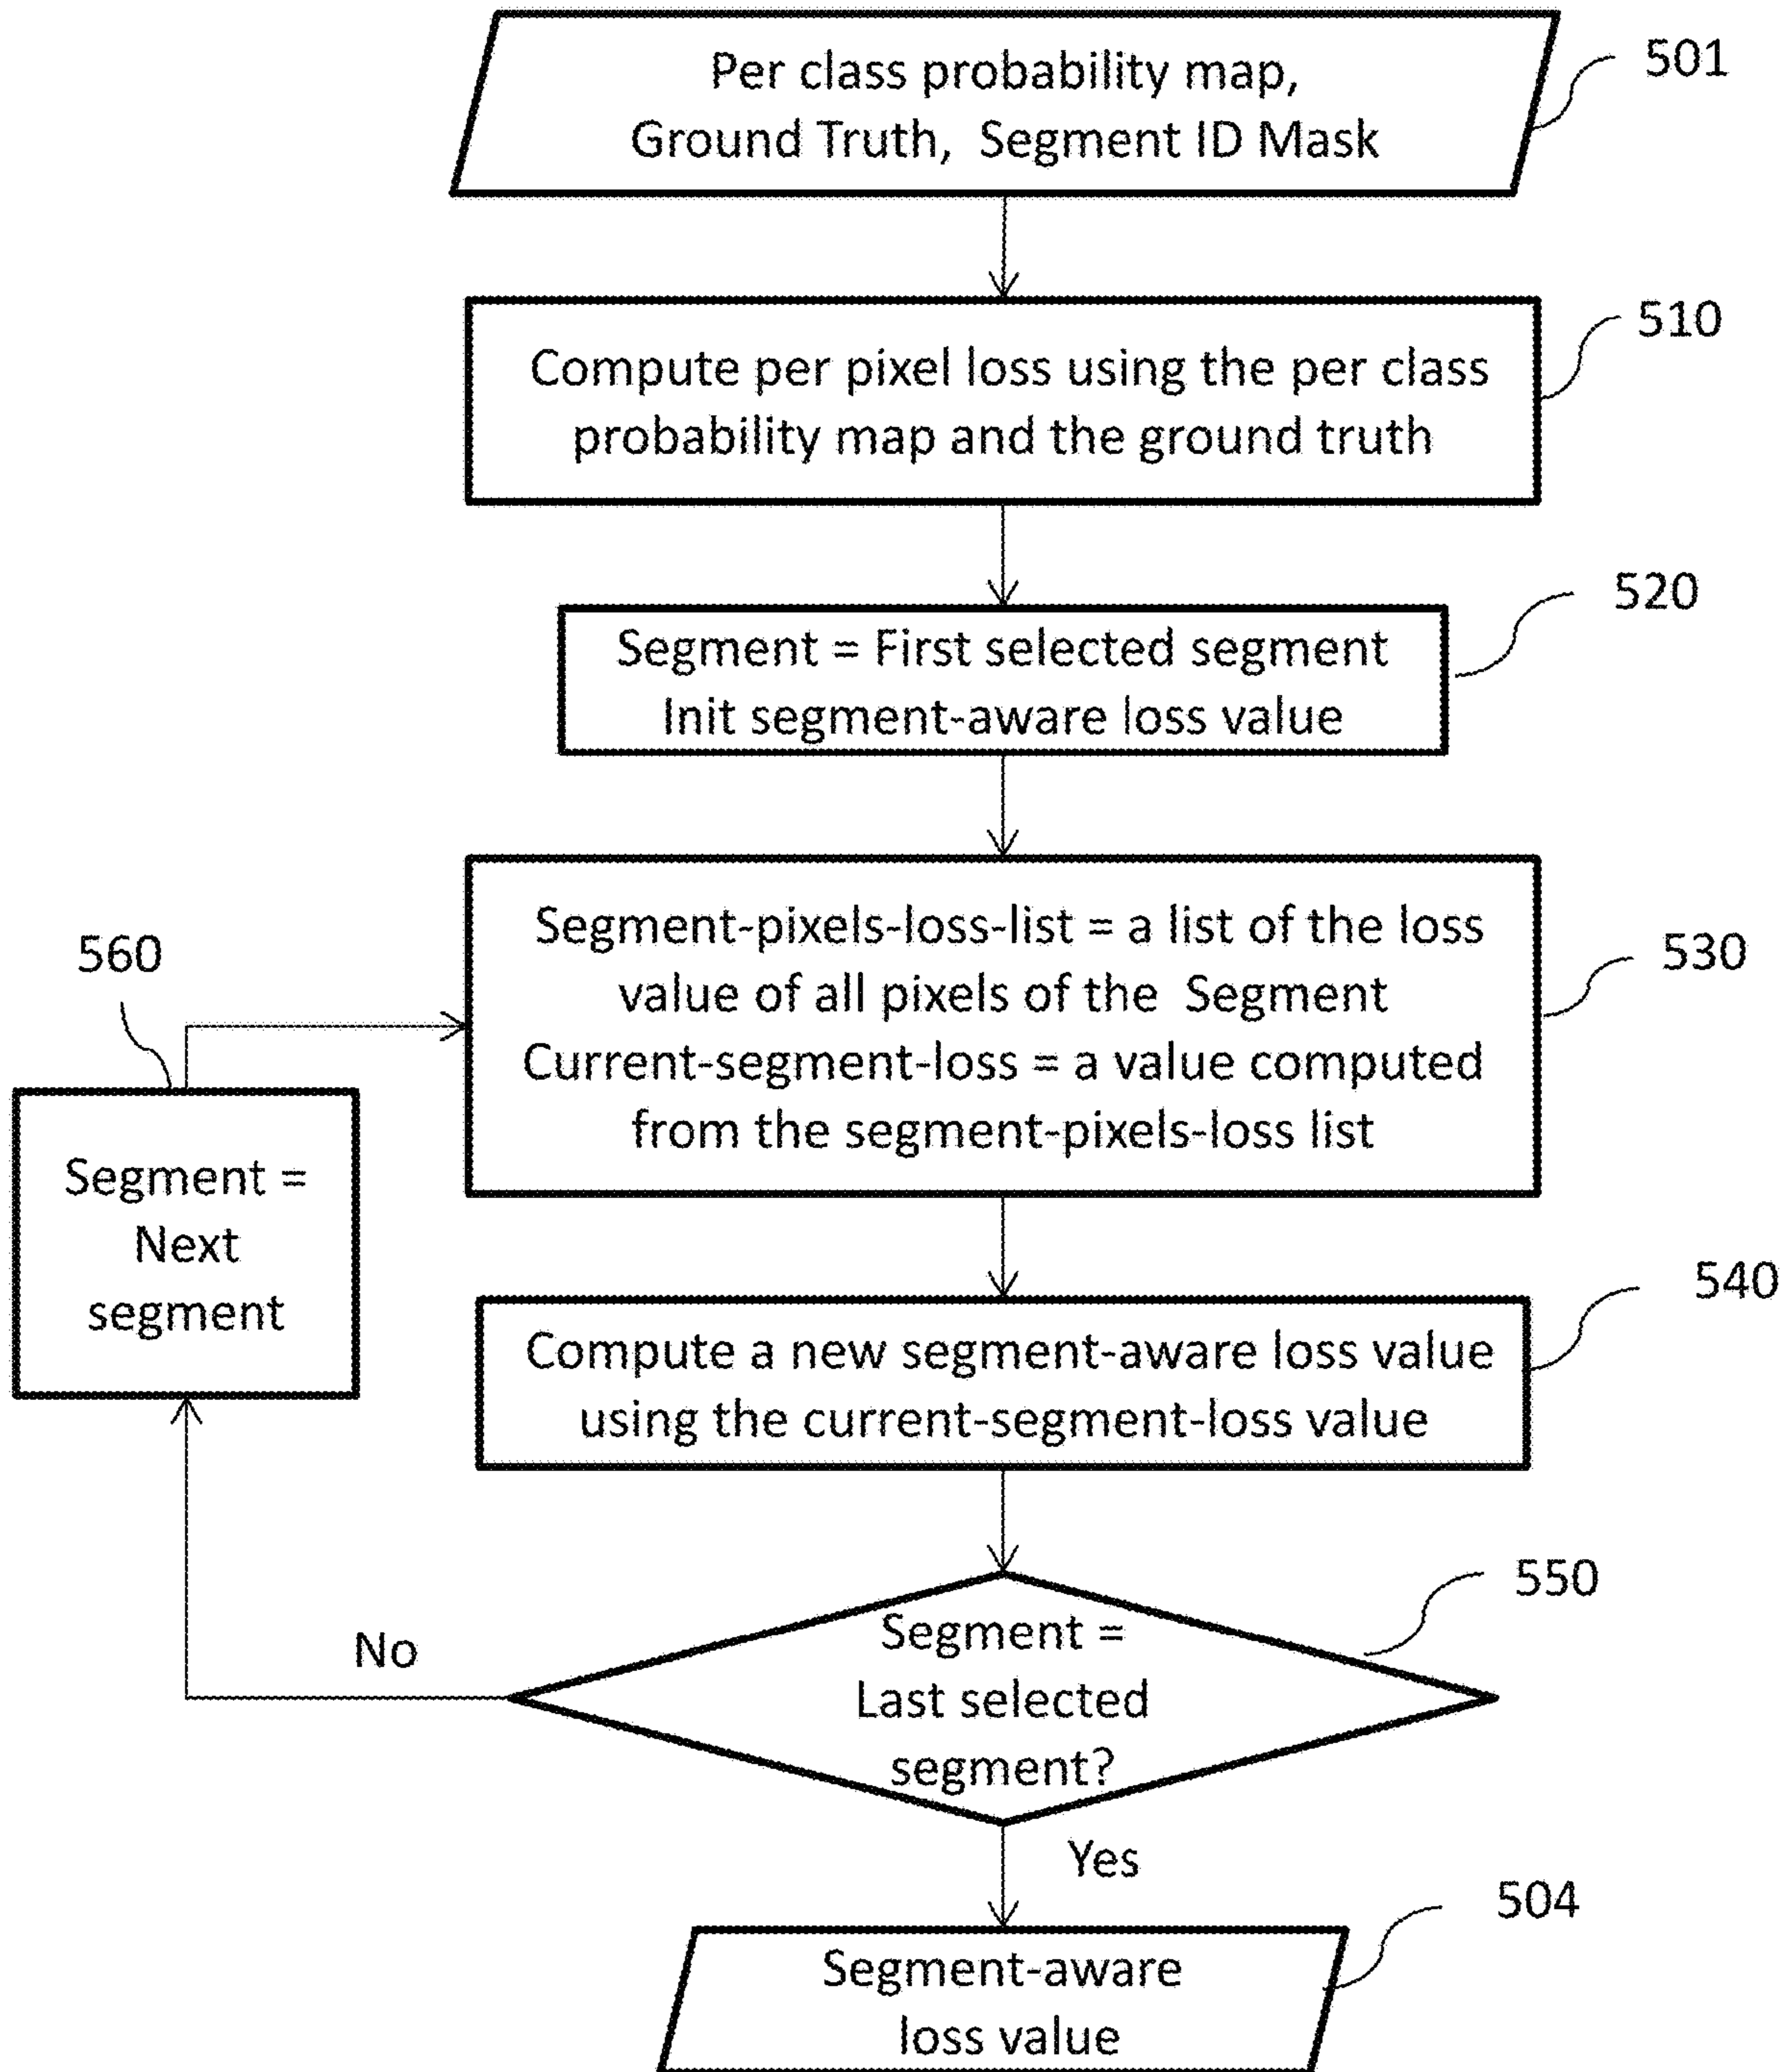 Per class probability map,
Ground Truth, Segment ID Mask
501
Compute per pixel loss using the per class
probability map and the ground truth
510
Segment = First selected segment
Init segment-aware loss value
520
Segment-pixels-loss-list = a list of the loss
value of all pixels of the Segment
Current-segment-loss = a value computed
from the segment-pixels-loss list
530
560
Segment =
Next
segment
Compute a new segment-aware loss value
using the current-segment-loss value
540
Segment =
Last selected
segment?
550
No
Yes
Segment-aware
loss value
504